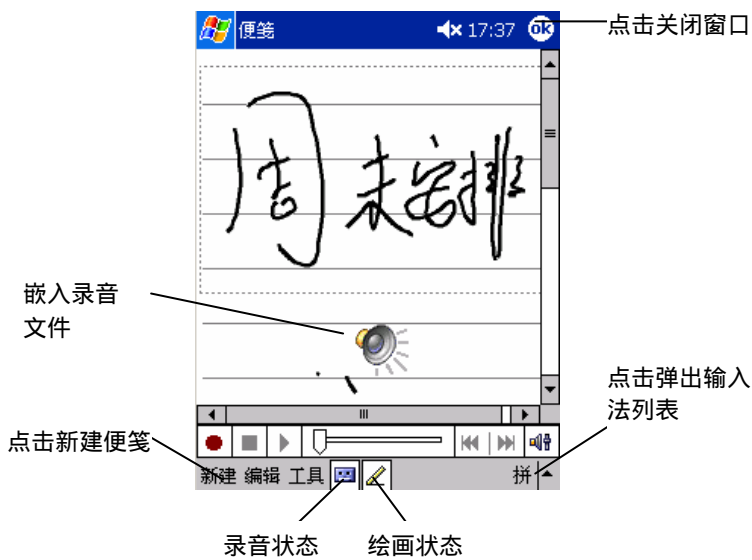 便笺 17:37 ok
点击关闭窗口
周末安排
嵌入录音
文件
点击弹出输入
法列表
点击新建便笺
新建 编辑 工具 拼
录音状态 绘画状态